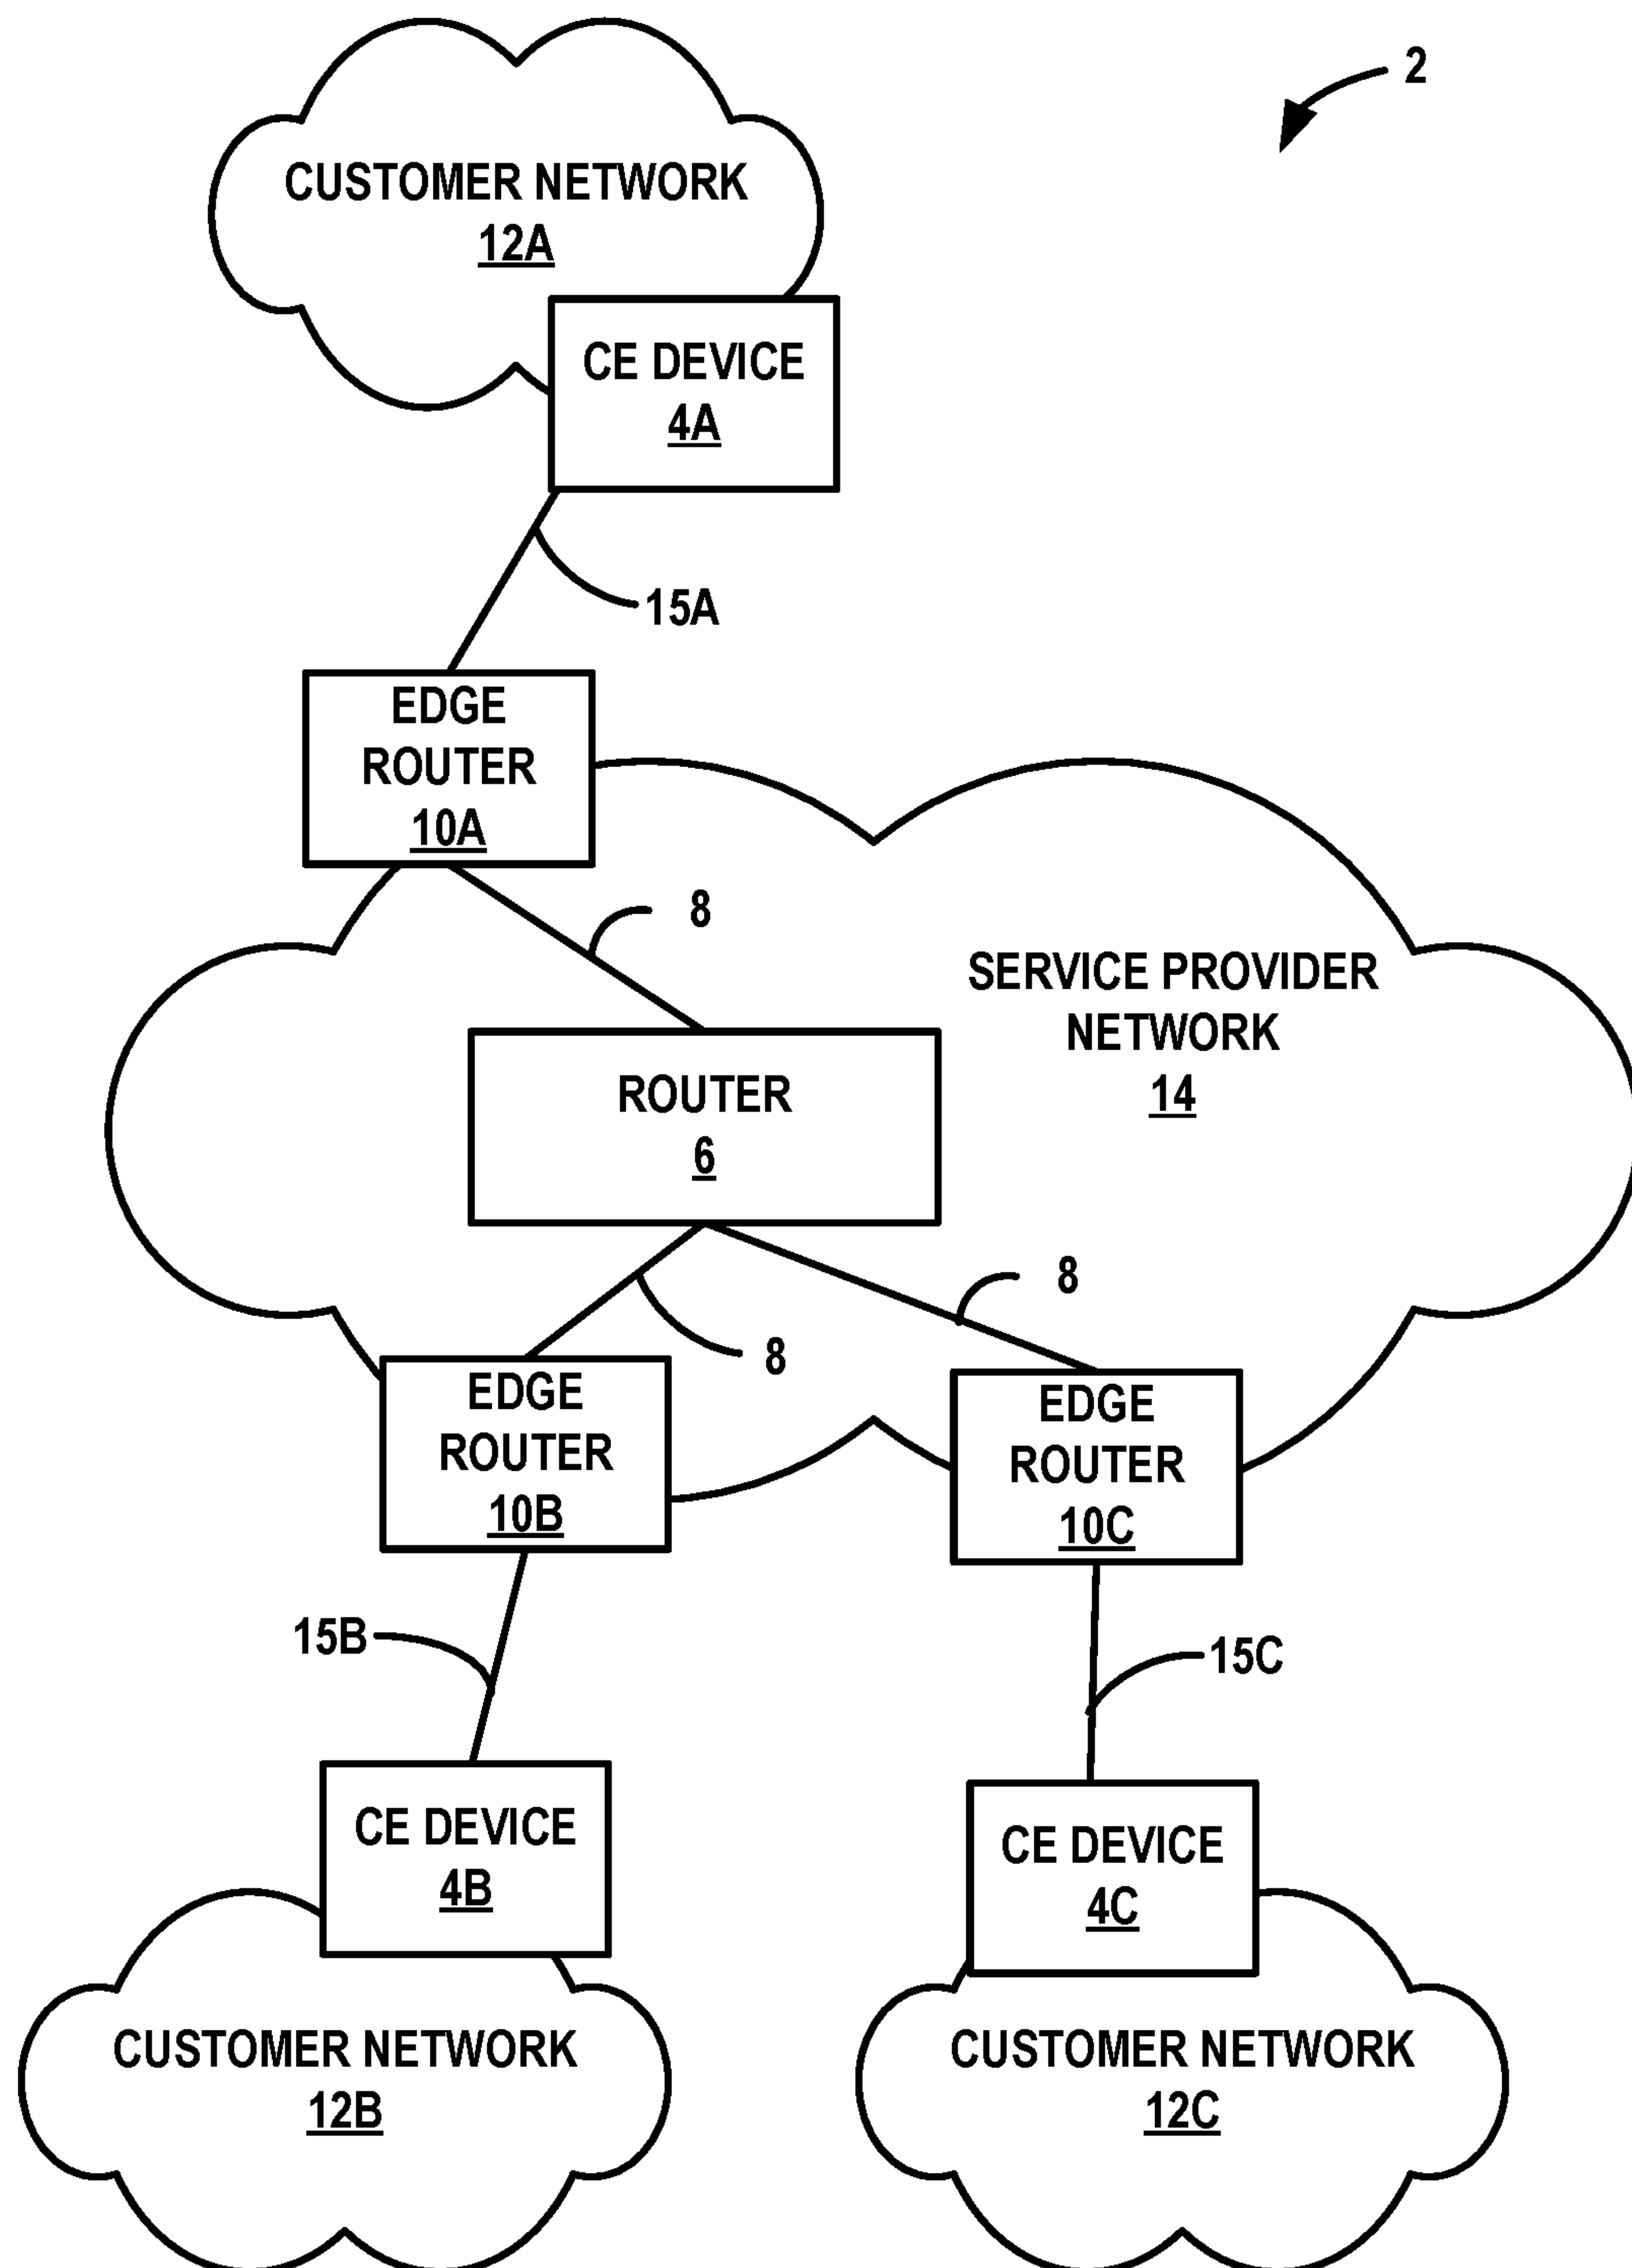 2
CUSTOMER NETWORK
12A
CE DEVICE
4A
15A
EDGE
ROUTER
10A
8
SERVICE PROVIDER
NETWORK
14
ROUTER
6
8
8
EDGE
ROUTER
10B
EDGE
ROUTER
10C
15B
15C
CE DEVICE
4B
CE DEVICE
4C
CUSTOMER NETWORK
12B
CUSTOMER NETWORK
12C